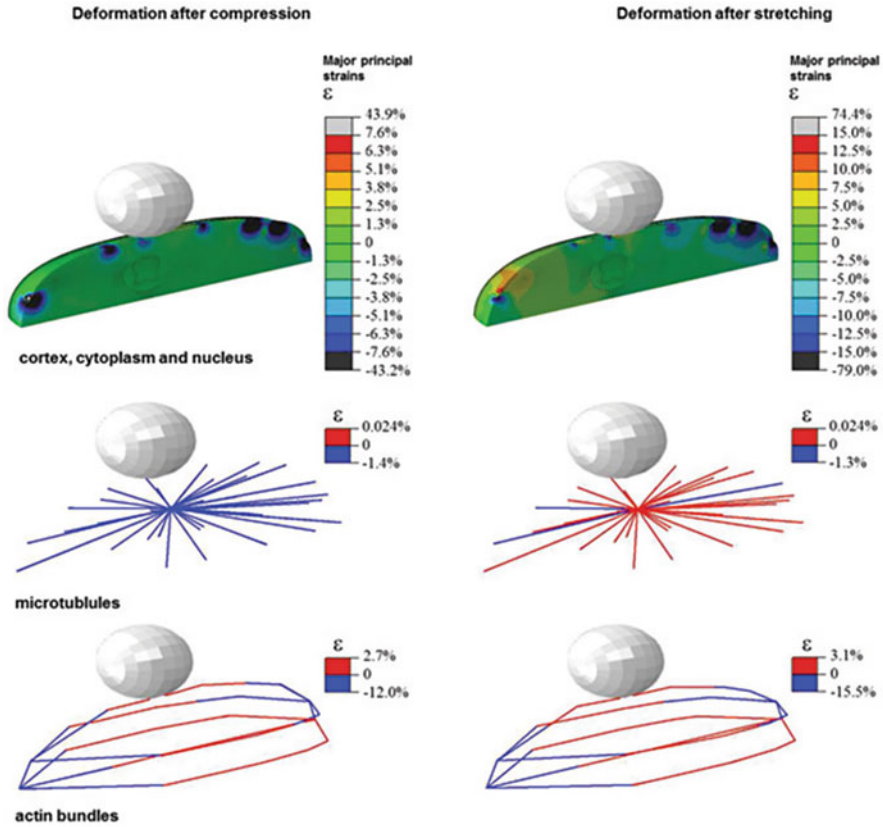 Deformation after compression
Deformation after stretching
Major principal
strains
ε
43.9%
7.6%
6.3%
5.1%
3.8%
2.5%
1.3%
0
-1.3%
-2.5%
-3.8%
-5.1%
-6.3%
-7.6%
-43.2%
Major principal
strains
ε
74.4%
15.0%
12.5%
10.0%
7.5%
5.0%
2.5%
0
-2.5%
-5.0%
-7.5%
-10.0%
-12.5%
-15.0%
-79.0%
cortex, cytoplasm and nucleus
ε
0.024%
0
-1.4%
ε
0.024%
0
-1.3%
microtublules
ε
2.7%
0
-12.0%
ε
3.1%
0
-15.5%
actin bundles